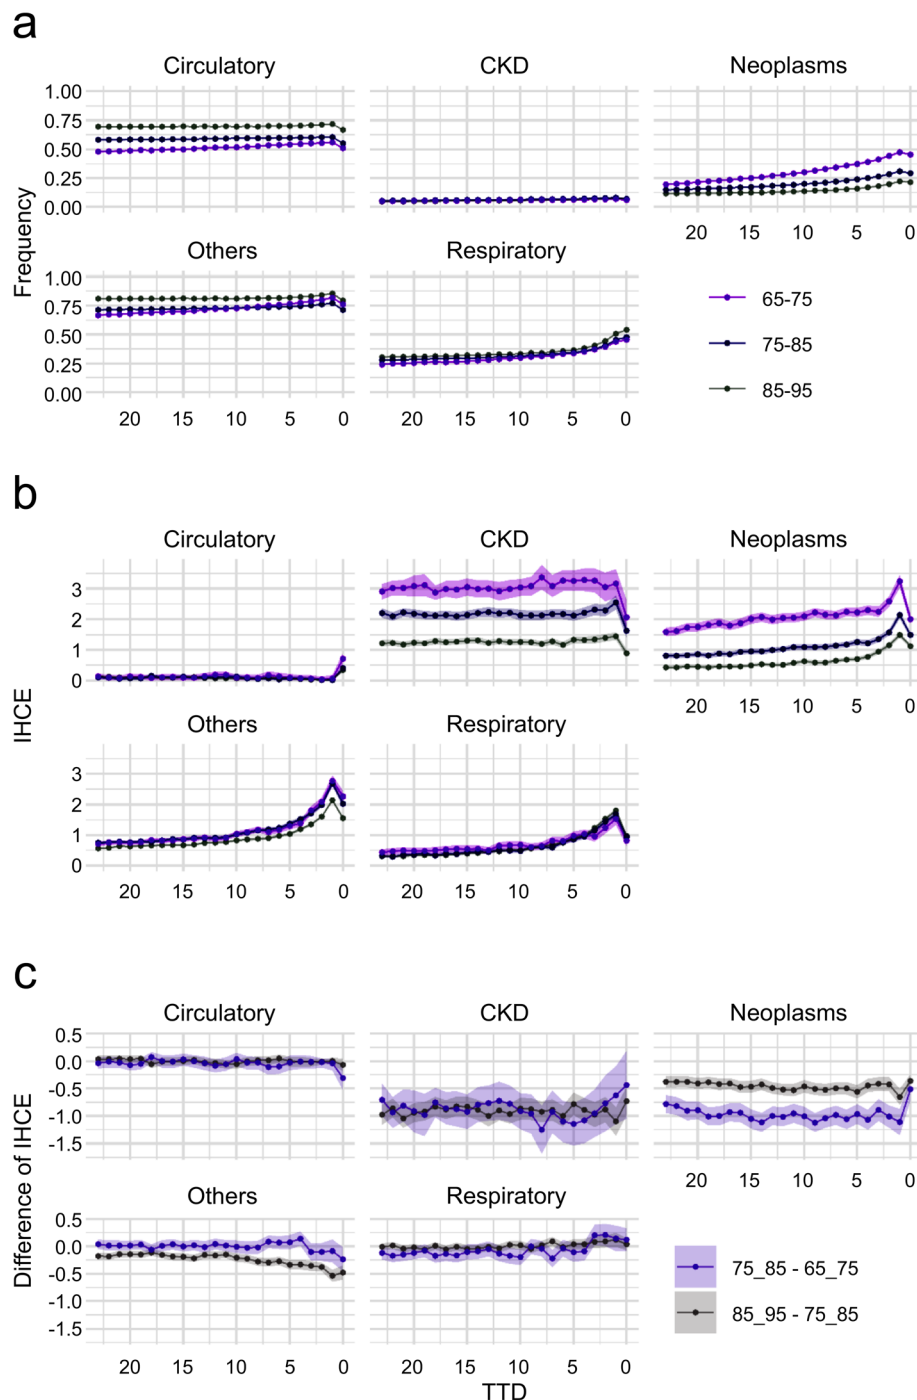 a
Circulatory
CKD
Neoplasms
1.00
0.75
0.50
0.25
0.00
20 15 10 5 0
Others
Respiratory
1.00
0.75
0.50
0.25
0.00
20 15 10 5 0
20 15 10 5 0
Frequency
65-75
75-85
85-95
b
Circulatory
CKD
Neoplasms
3
2
1
0
20 15 10 5 0
Others
Respiratory
3
2
1
0
20 15 10 5 0
20 15 10 5 0
IHCE
c
Circulatory
CKD
Neoplasms
0.5
0.0
-0.5
-1.0
-1.5
20 15 10 5 0
Others
Respiratory
0.5
0.0
-0.5
-1.0
-1.5
20 15 10 5 0
20 15 10 5 0
Difference of IHCE
TTD
75_85 - 65_75
85_95 - 75_85